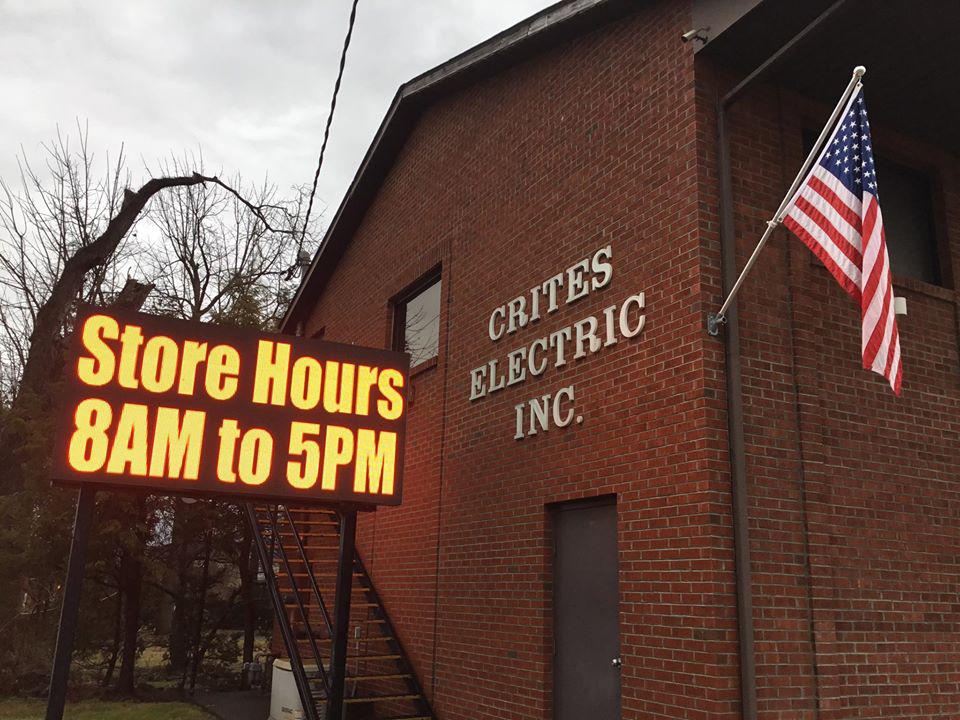 Store Hours
8AM to 5PM
CRITES
ELECTRIC
INC.